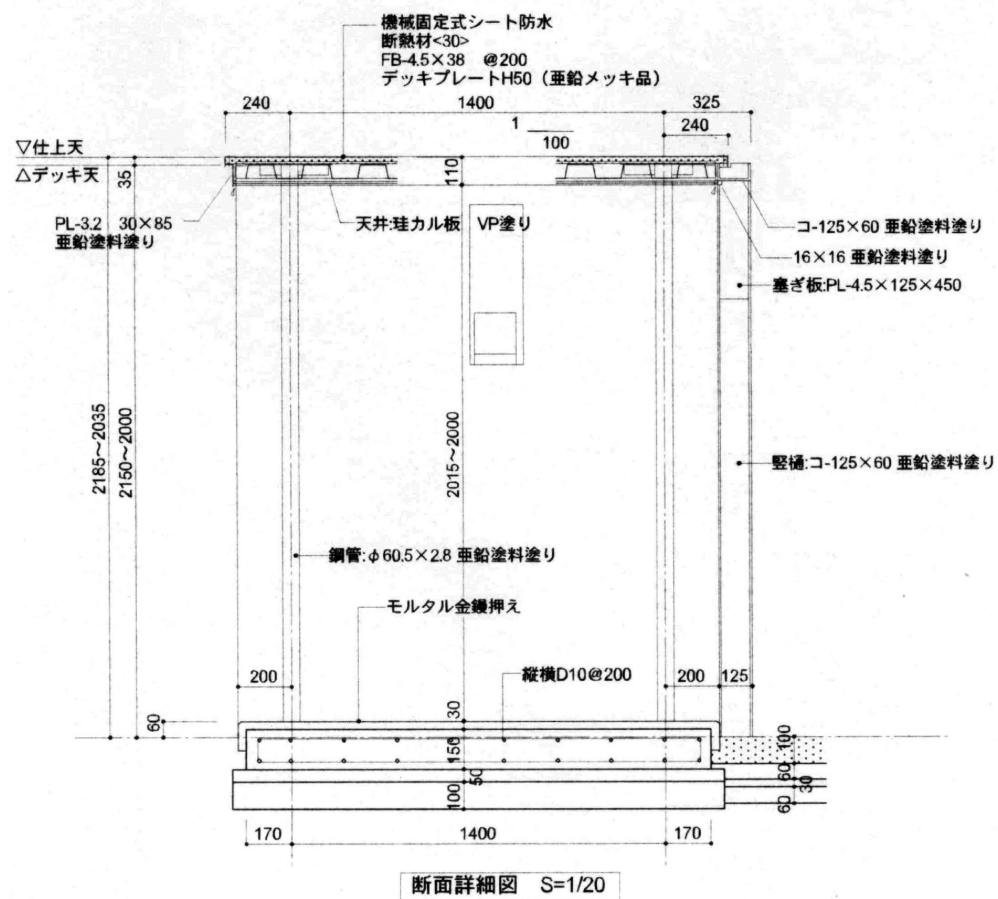 機械固定式シート防水
断熱材<30>
FB-4.5×38 @200
デッキプレートH50（亜鉛メッキ品）
240
1400
325
1
100
240
▽仕上天
△デッキ天
35
110
PL-3.2 30×85
亜鉛塗料塗り
天井:珪カル板 VP塗り
コ-125×60 亜鉛塗料塗り
16×16 亜鉛塗料塗り
塞ぎ板:PL-4.5×125×450
2185～2035
2150～2000
2015～2000
竪樋:コ-125×60 亜鉛塗料塗り
鋼管:φ60.5×2.8 亜鉛塗料塗り
モルタル金鏝押え
200
縦横D10@200
200
125
60
30
150
50
100
100
60
30
60
170
1400
170
断面詳細図 S=1/20